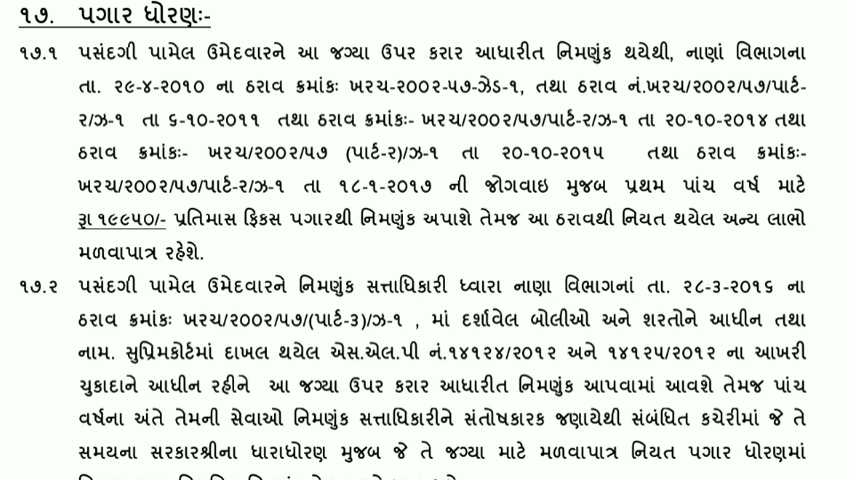 ૧૭. પગાર ધોરણઃ-
૧૭.૧ પસંદગી પામેલ ઉમેદવારને આ જગ્યા ઉપર કરાર આધારીત નિમણુંક થયેથી, નાણાં વિભાગના
તા. ૨૯-૪-૨૦૧૦ ના ઠરાવ ક્રમાંકઃ ખરચ-૨૦૦૨-૫૭-ઝેડ-૧, તથા ઠરાવ નં.ખરચ/૨૦૦૨/૫૭/પાર્ટ-
૨/ઝ-૧ તા ૬-૧૦-૨૦૧૧ તથા ઠરાવ ક્રમાંકઃ- ખરચ/૨૦૦૨/૫૭/પાર્ટ-૨/ઝ-૧ તા ૨૦-૧૦-૨૦૧૪ તથા
ઠરાવ ક્રમાંકઃ- ખરચ/૨૦૦૨/૫૭ (પાર્ટ-૨)/ઝ-૧ તા ૨૦-૧૦-૨૦૧૫ તથા ઠરાવ ક્રમાંકઃ-
ખરચ/૨૦૦૨/૫૭/પાર્ટ-૨/ઝ-૧ તા ૧૮-૧-૨૦૧૭ ની જોગવાઇ મુજબ પ્રથમ પાંચ વર્ષ માટે
રૂા ૧૯૯૫૦/- પ્રતિમાસ ફિકસ પગારથી નિમણુંક અપાશે તેમજ આ ઠરાવથી નિયત થયેલ અન્ય લાભો
મળવાપાત્ર રહેશે.
૧૭.૨ પસંદગી પામેલ ઉમેદવારને નિમણુંક સત્તાધિકારી ધ્વારા નાણા વિભાગનાં તા. ૨૮-૩-૨૦૧૬ ના
ઠરાવ ક્રમાંકઃ ખરચ/૨૦૦૨/૫૭/(પાર્ટ-૩)/ઝ-૧ , માં દર્શાવેલ બોલીઓ અને શરતોને આધીન તથા
નામ. સુપ્રિમકોર્ટમાં દાખલ થયેલ એસ.એલ.પી નં.૧૪૧૨૪/૨૦૧૨ અને ૧૪૧૨૫/૨૦૧૨ ના આખરી
ચુકાદાને આધીન રહીને આ જગ્યા ઉપર કરાર આધારીત નિમણુંક આપવામાં આવશે તેમજ પાંચ
વર્ષના અંતે તેમની સેવાઓ નિમણુંક સત્તાધિકારીને સંતોષકારક જણાયેથી સંબંધિત કચેરીમાં જે તે
સમયના સરકારશ્રીના ધારાધોરણ મુજબ જે તે જગ્યા માટે મળવાપાત્ર નિયત પગાર ધોરણમાં